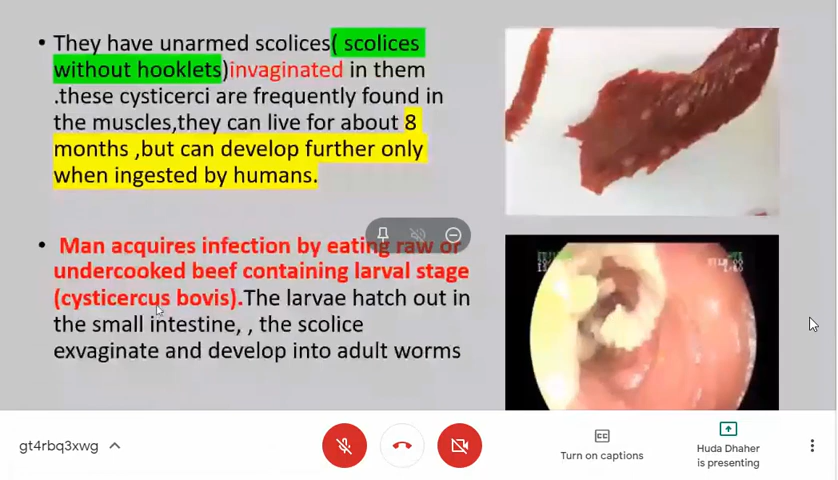 • They have unarmed scolices( scolices
without hooklets)invaginated in them
.these cysticerci are frequently found in
the muscles,they can live for about 8
months ,but can develop further only
when ingested by humans.
• Man acquires infection by eating raw or
undercooked beef containing larval stage
(cysticercus bovis).The larvae hatch out in
the small intestine, , the scolice
exvaginate and develop into adult worms
gt4rbq3xwg
Turn on captions
Huda Dhaher
is presenting